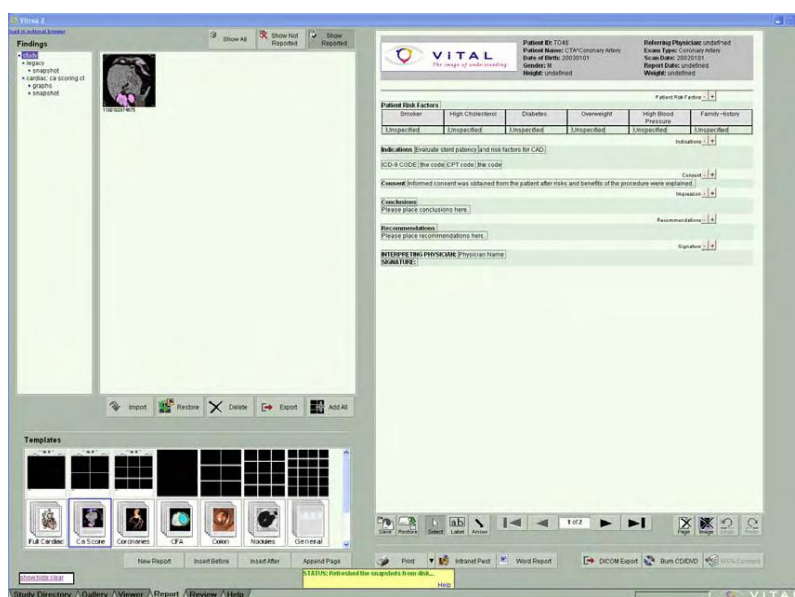 Vitrea 2
load in external browser
Findings
Show All
Show Not Reported
Show Reported
study
legacy
snapshot
cardiac: ca scoring ct
graphs
snapshot
Import
Restore
Delete
Export
Add All
Templates
Full Cardiac
Ca Score
Coronaries
CFA
Colon
Nodules
General
New Report
Insert Before
Insert After
Append Page
show hide clear
STATUS: Refreshed the snapshots from disk...
Help
Study Directory
Gallery
Viewer
Report
Review
Help
VITAL
The image of understanding
Patient ID: TO46
Patient Name: CTA^Coronary Artery
Date of Birth: 20030101
Gender: M
Height: undefined
Referring Physician: undefined
Exam Type: Coronary Artery
Scan Date: 20020101
Report Date: undefined
Weight: undefined
Patient Risk Factors - +
Patient Risk Factors
Smoker High Cholesterol Diabetes Overweight High Blood Pressure Family History
Unspecified Unspecified Unspecified Unspecified Unspecified Unspecified
Indications - +
Indications Evaluate stent patency and risk factors for CAD.
ICD-9 CODE: the code CPT code: the code
Consent - +
Consent Informed consent was obtained from the patient after risks and benefits of the procedure were explained.
Impression - +
Conclusions
Please place conclusions here.
Recommendations - +
Recommendations
Please place recommendations here.
Signature - +
INTERPRETING PHYSICIAN: Physician Name
SIGNATURE:
Save
Restore
Select
Label
Arrow
1 of 2
Page
Image
Undo
Redo
Print
Intranet Post
Word Report
DICOM Export
Burn CD/DVD
VITAL